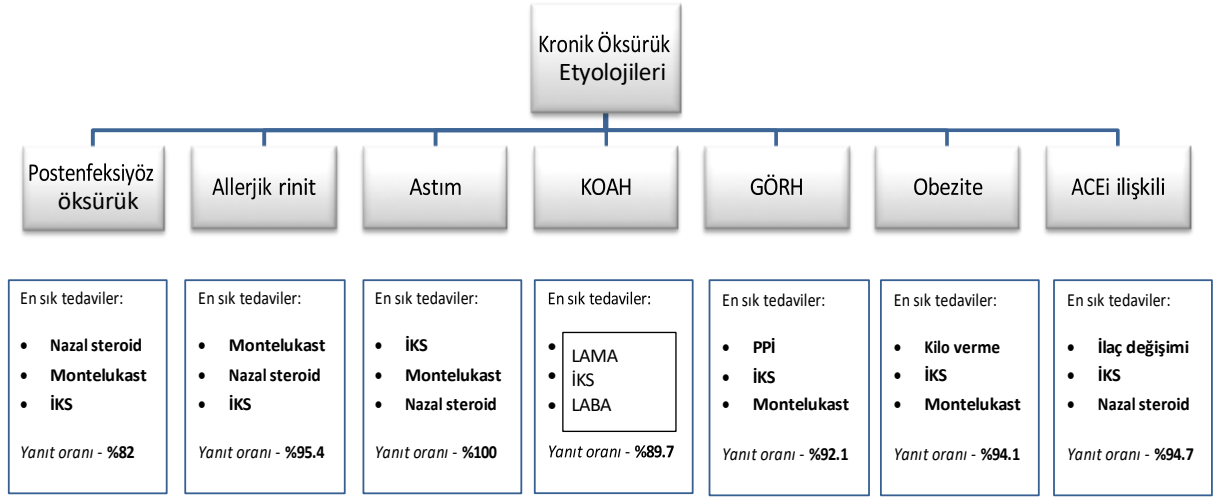 Kronik Öksürük
Etyolojileri
Postenfeksiyöz
öksürük
Allerjik rinit
Astım
KOAH
GÖRH
Obezite
ACEi ilişkili
En sık tedaviler:
• Nazal steroid
• Montelukast
• İKS
Yanıt oranı - %82
En sık tedaviler:
• Montelukast
• Nazal steroid
• İKS
Yanıt oranı - %95.4
En sık tedaviler:
• İKS
• Montelukast
• Nazal steroid
Yanıt oranı - %100
En sık tedaviler:
• LAMA
• İKS
• LABA
Yanıt oranı - %89.7
En sık tedaviler:
• PPİ
• İKS
• Montelukast
Yanıt oranı - %92.1
En sık tedaviler:
• Kilo verme
• İKS
• Montelukast
Yanıt oranı - %94.1
En sık tedaviler:
• İlaç değişimi
• İKS
• Nazal steroid
Yanıt oranı - %94.7